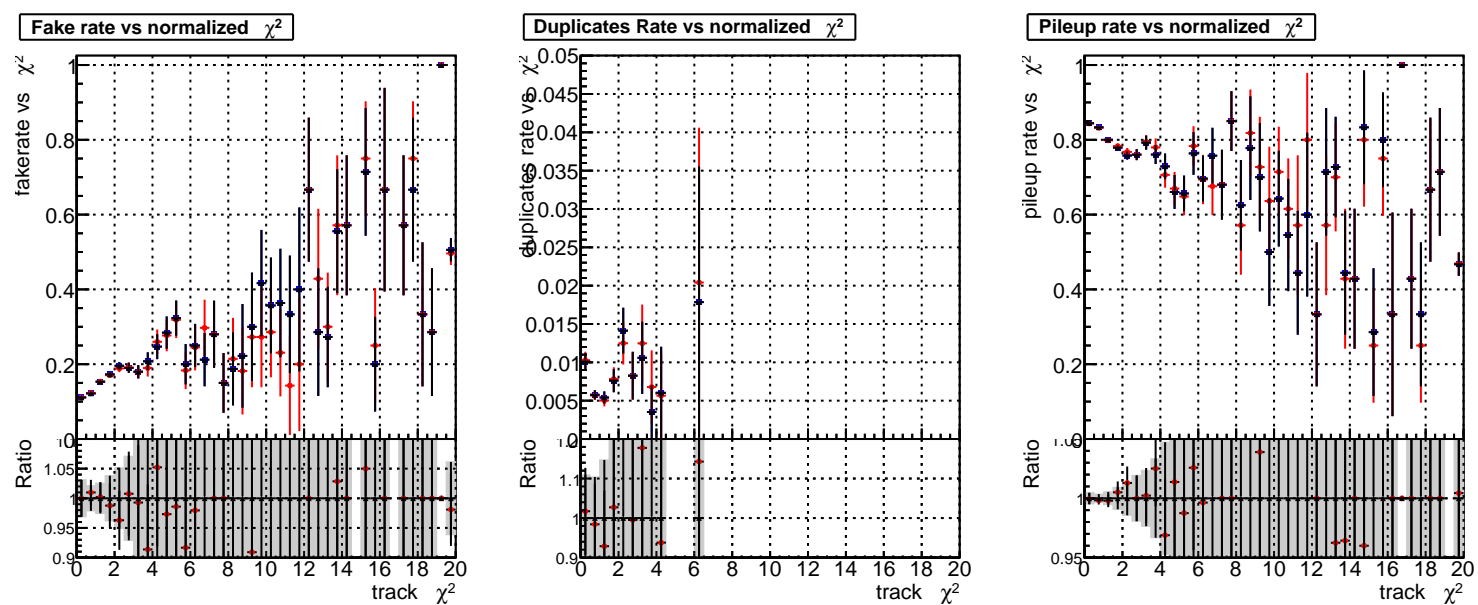 Fake rate vs normalized χ²
fakerate vs χ²
1
0.8
0.6
0.4
0.2
Ratio
1.05
1
0.95
0.9
0 2 4 6 8 10 12 14 16 18 20
track χ²
Duplicates Rate vs normalized χ²
duplicates rate vs χ²
0.05
0.045
0.04
0.035
0.03
0.025
0.02
0.015
0.01
0.005
Ratio
1.1
1
0.9
0 2 4 6 8 10 12 14 16 18 20
track χ²
Pileup rate vs normalized χ²
pileup rate vs χ²
1
0.8
0.6
0.4
0.2
Ratio
1
0.95
0 2 4 6 8 10 12 14 16 18 20
track χ²